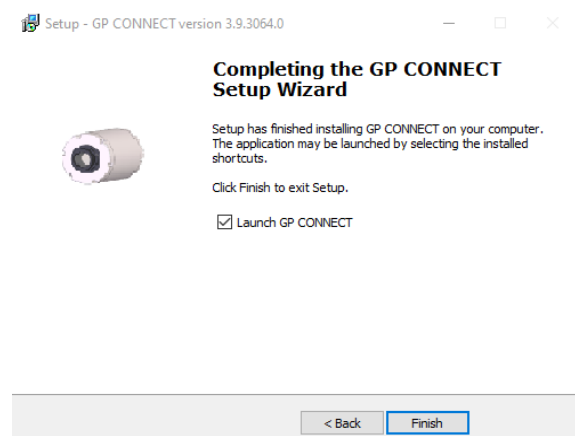 Setup - GP CONNECT version 3.9.3064.0
Completing the GP CONNECT
Setup Wizard
Setup has finished installing GP CONNECT on your computer.
The application may be launched by selecting the installed
shortcuts.
Click Finish to exit Setup.
Launch GP CONNECT
< Back
Finish